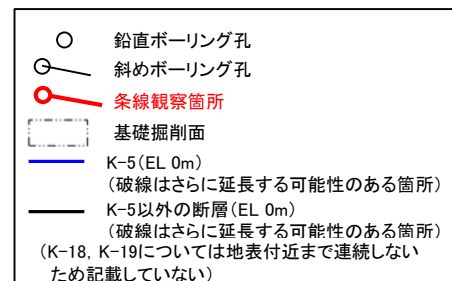 鉛直ボーリング孔
斜めボーリング孔
条線観察箇所
基礎掘削面
K-5(EL 0m)
(破線はさらに延長する可能性のある箇所)
K-5以外の断層(EL 0m)
(破線はさらに延長する可能性のある箇所)
(K-18, K-19については地表付近まで連続しない
ため記載していない)